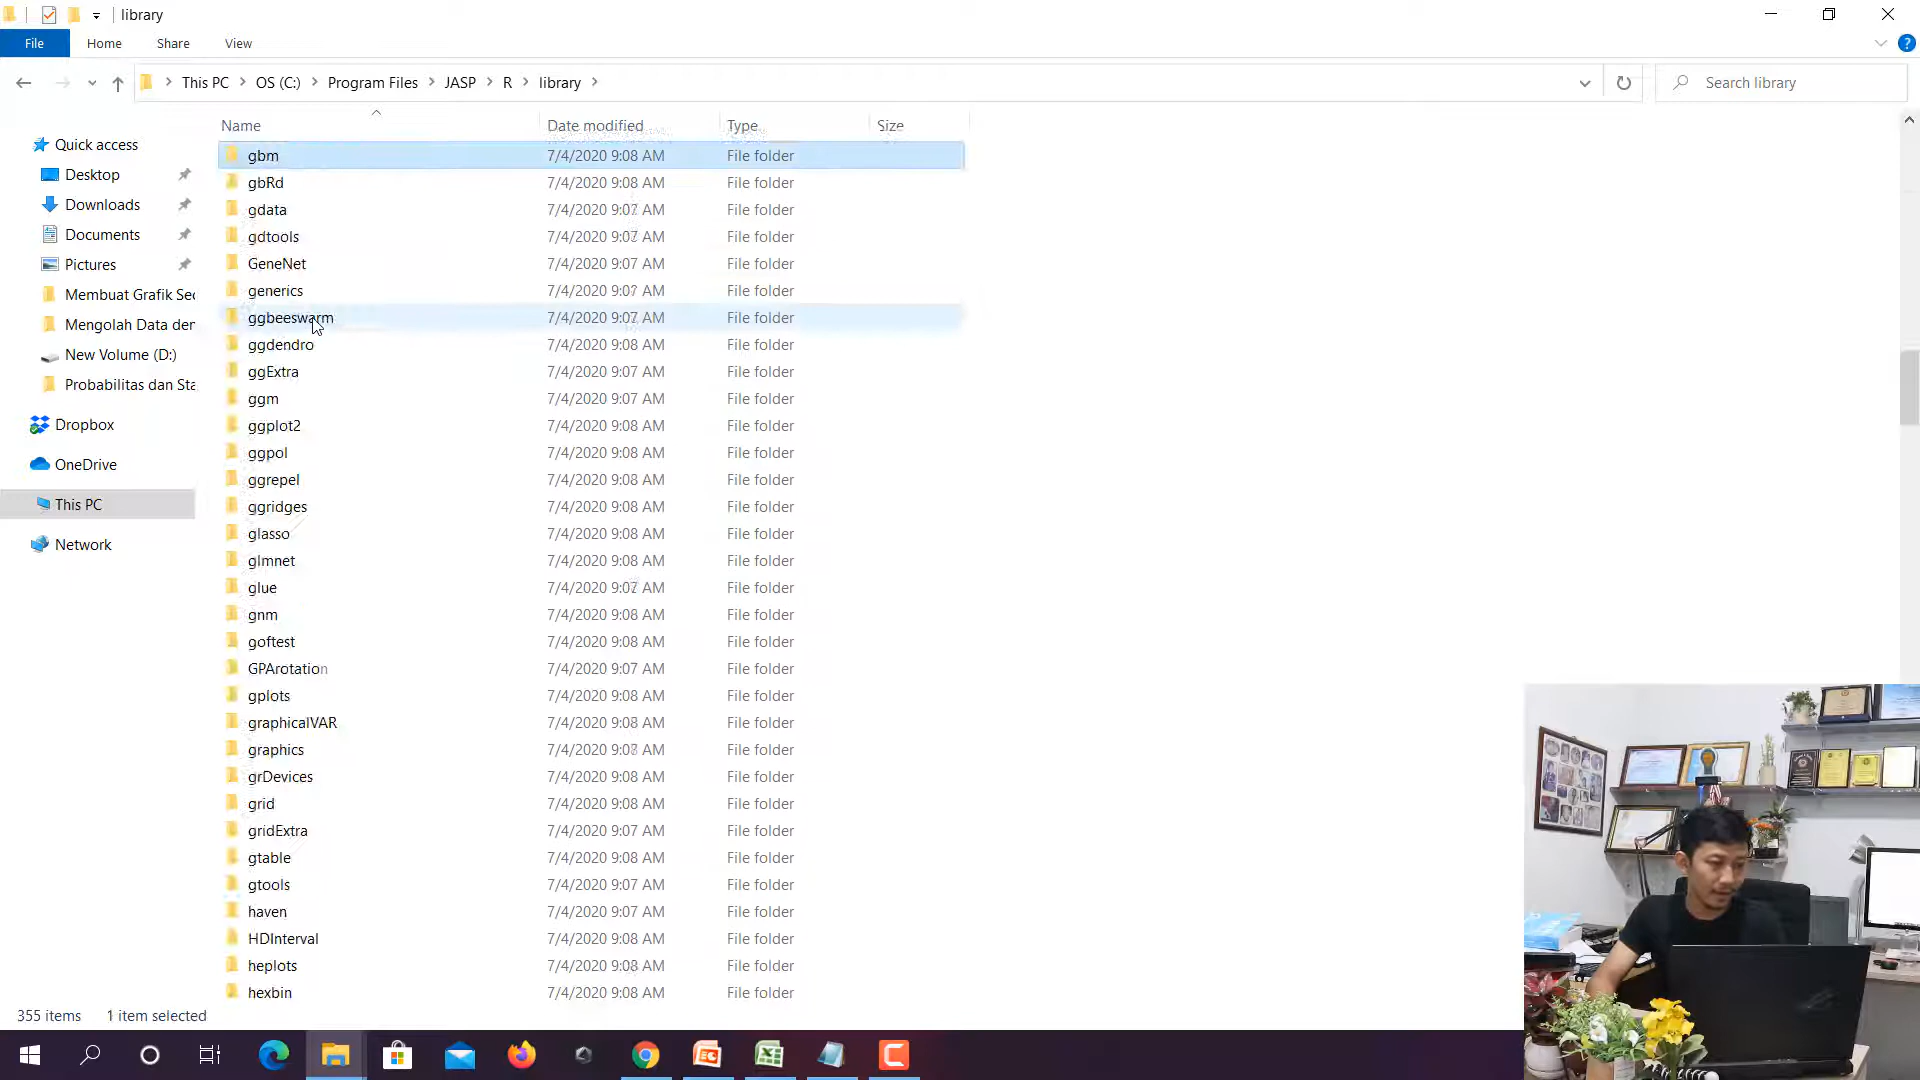 library
File
Home
Share
View
This PC
OS (C:)
Program Files
JASP
R
library
Search library
Name
Date modified
Type
Size
Quick access
Desktop
Downloads
Documents
Pictures
Membuat Grafik Sec
Mengolah Data der
New Volume (D:)
Probabilitas dan Sta
Dropbox
OneDrive
This PC
Network
gbm 7/4/2020 9:08 AM File folder
gbRd 7/4/2020 9:08 AM File folder
gdata 7/4/2020 9:07 AM File folder
gdtools 7/4/2020 9:07 AM File folder
GeneNet 7/4/2020 9:07 AM File folder
generics 7/4/2020 9:07 AM File folder
ggbeeswarm 7/4/2020 9:07 AM File folder
ggdendro 7/4/2020 9:08 AM File folder
ggExtra 7/4/2020 9:07 AM File folder
ggm 7/4/2020 9:07 AM File folder
ggplot2 7/4/2020 9:08 AM File folder
ggpol 7/4/2020 9:08 AM File folder
ggrepel 7/4/2020 9:08 AM File folder
ggridges 7/4/2020 9:08 AM File folder
glasso 7/4/2020 9:08 AM File folder
glmnet 7/4/2020 9:08 AM File folder
glue 7/4/2020 9:07 AM File folder
gnm 7/4/2020 9:08 AM File folder
goftest 7/4/2020 9:08 AM File folder
GPArotation 7/4/2020 9:07 AM File folder
gplots 7/4/2020 9:08 AM File folder
graphicalVAR 7/4/2020 9:08 AM File folder
graphics 7/4/2020 9:08 AM File folder
grDevices 7/4/2020 9:08 AM File folder
grid 7/4/2020 9:08 AM File folder
gridExtra 7/4/2020 9:07 AM File folder
gtable 7/4/2020 9:08 AM File folder
gtools 7/4/2020 9:07 AM File folder
haven 7/4/2020 9:07 AM File folder
HDInterval 7/4/2020 9:08 AM File folder
heplots 7/4/2020 9:08 AM File folder
hexbin 7/4/2020 9:08 AM File folder
355 items 1 item selected